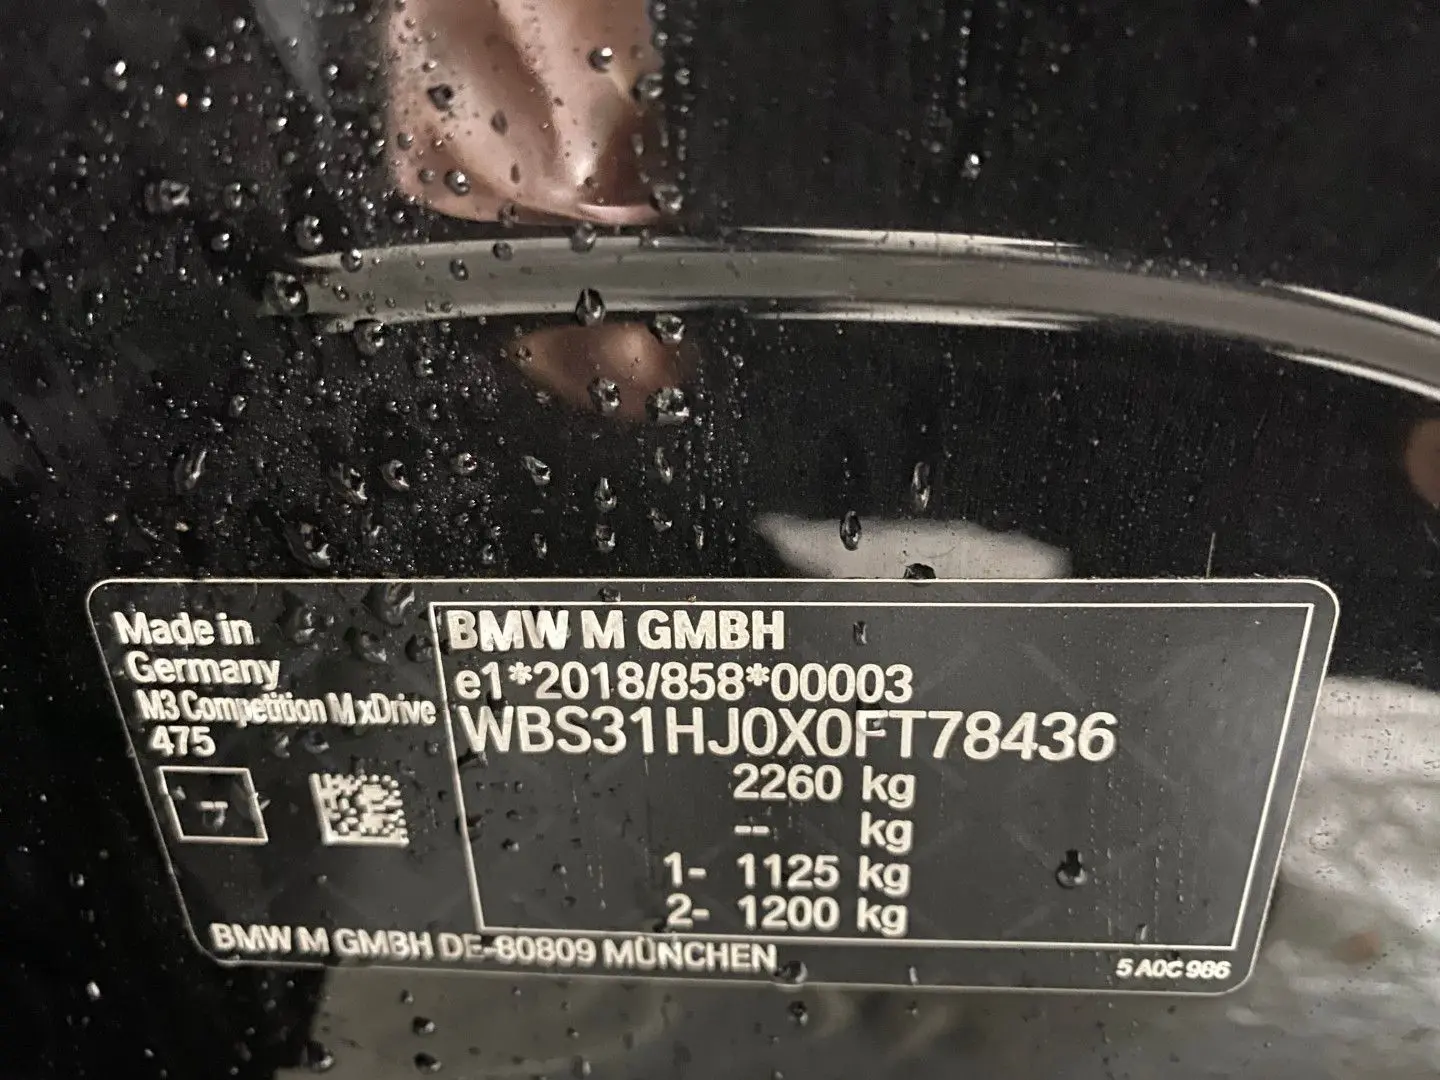 Made in
Germany
M3 Competition M xDrive
475
--
BMW M GMBH
e1*2018/858*00003
WBS31HJ0X0FT78436
2260 kg
-- kg
1- 1125 kg
2- 1200 kg
BMW M GMBH DE-80809 MÜNCHEN
5 A0C 986